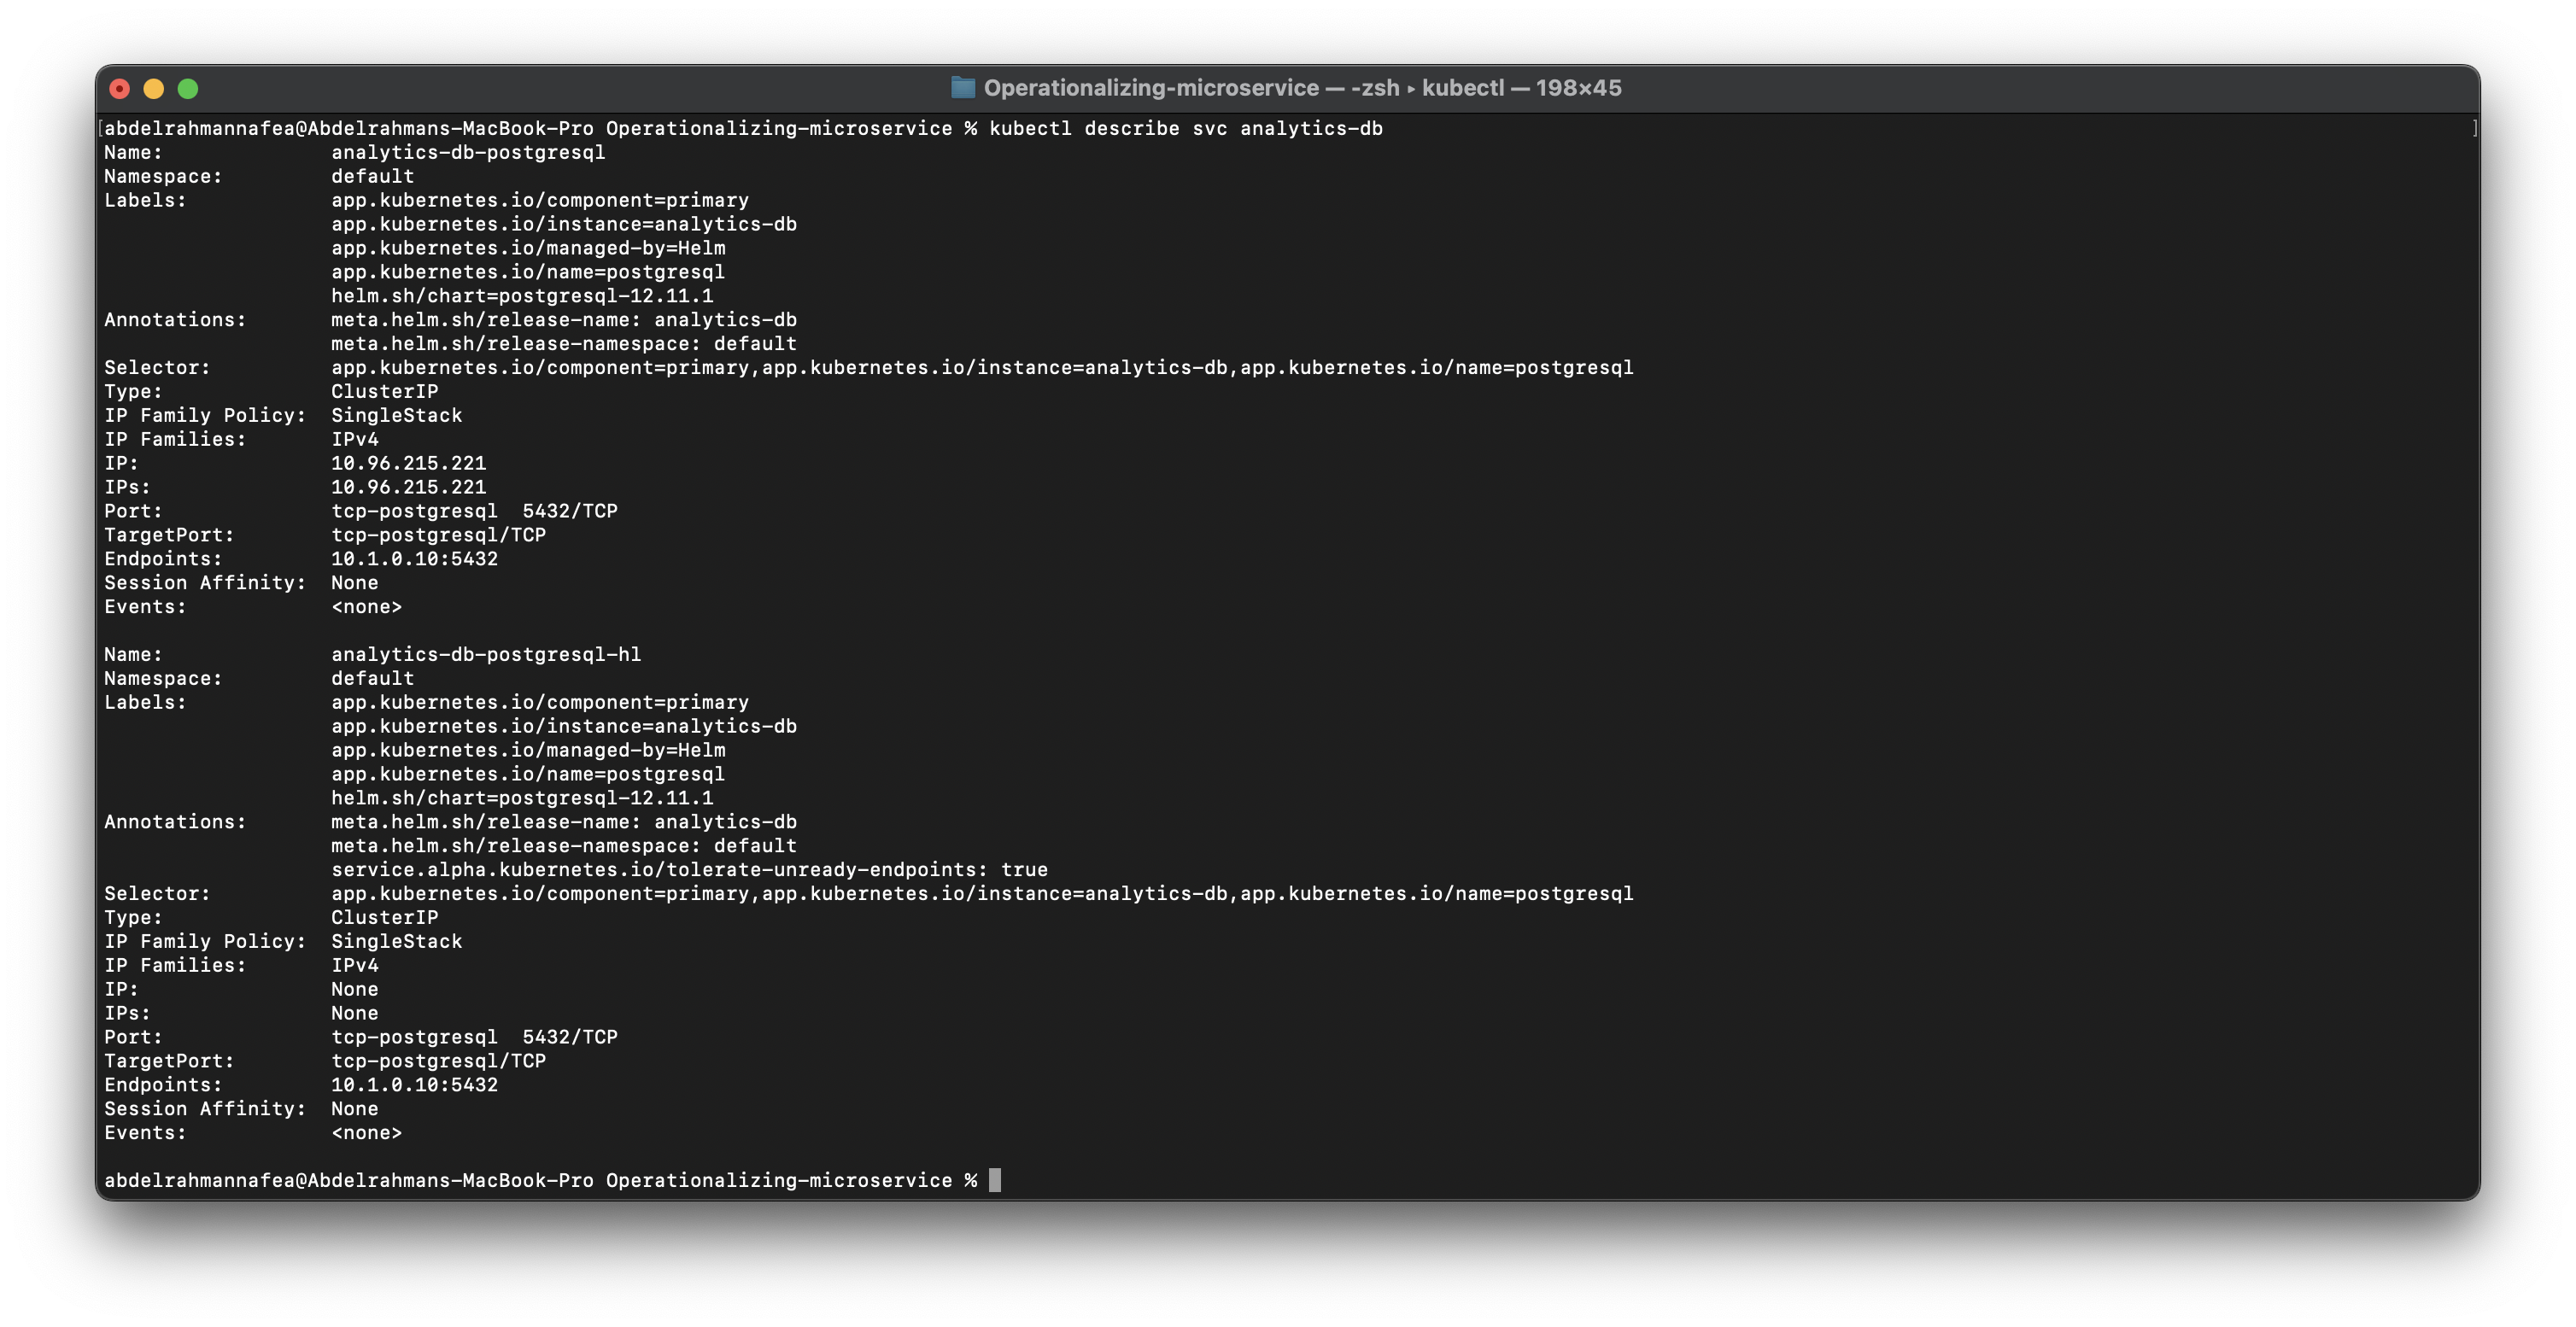 Operationalizing-microservice — -zsh ▸ kubectl — 198×45
[abdelrahmannafea@Abdelrahmans-MacBook-Pro Operationalizing-microservice % kubectl describe svc analytics-db ]
Name:              analytics-db-postgresql
Namespace:         default
Labels:            app.kubernetes.io/component=primary
                   app.kubernetes.io/instance=analytics-db
                   app.kubernetes.io/managed-by=Helm
                   app.kubernetes.io/name=postgresql
                   helm.sh/chart=postgresql-12.11.1
Annotations:       meta.helm.sh/release-name: analytics-db
                   meta.helm.sh/release-namespace: default
Selector:          app.kubernetes.io/component=primary,app.kubernetes.io/instance=analytics-db,app.kubernetes.io/name=postgresql
Type:              ClusterIP
IP Family Policy:  SingleStack
IP Families:       IPv4
IP:                10.96.215.221
IPs:               10.96.215.221
Port:              tcp-postgresql  5432/TCP
TargetPort:        tcp-postgresql/TCP
Endpoints:         10.1.0.10:5432
Session Affinity:  None
Events:            <none>

Name:              analytics-db-postgresql-hl
Namespace:         default
Labels:            app.kubernetes.io/component=primary
                   app.kubernetes.io/instance=analytics-db
                   app.kubernetes.io/managed-by=Helm
                   app.kubernetes.io/name=postgresql
                   helm.sh/chart=postgresql-12.11.1
Annotations:       meta.helm.sh/release-name: analytics-db
                   meta.helm.sh/release-namespace: default
                   service.alpha.kubernetes.io/tolerate-unready-endpoints: true
Selector:          app.kubernetes.io/component=primary,app.kubernetes.io/instance=analytics-db,app.kubernetes.io/name=postgresql
Type:              ClusterIP
IP Family Policy:  SingleStack
IP Families:       IPv4
IP:                None
IPs:               None
Port:              tcp-postgresql  5432/TCP
TargetPort:        tcp-postgresql/TCP
Endpoints:         10.1.0.10:5432
Session Affinity:  None
Events:            <none>

abdelrahmannafea@Abdelrahmans-MacBook-Pro Operationalizing-microservice %